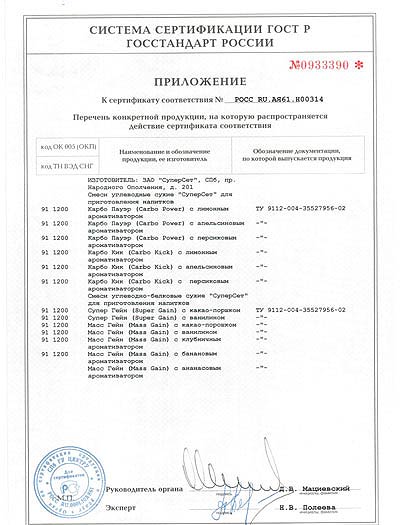 СИСТЕМА СЕРТИФИКАЦИИ ГОСТ Р
ГОССТАНДАРТ РОССИИ
№0933390 *
ПРИЛОЖЕНИЕ
К сертификату соответствия № РОСС RU.АЯ61.Н00314
Перечень конкретной продукции, на которую распространяется
действие сертификата соответствия
код ОК 005 (ОКП)
код ТН ВЭД СНГ
Наименование и обозначение
продукции, ее изготовитель
Обозначение документации,
по которой выпускается продукция
ИЗГОТОВИТЕЛЬ: ЗАО "СуперСет", СПб, пр.
Народного Ополчения, д. 201
Смеси углеводные сухие "СуперСет" для
приготовления напитков
91 1200 Карбо Пауэр (Carbo Power) с лимонным ТУ 9112-004-35527956-02
ароматизатором
91 1200 Карбо Пауэр (Carbo Power) с апельсиновым -"-
ароматизатором
91 1200 Карбо Пауэр (Carbo Power) с персиковым -"-
ароматизатором
91 1200 Карбо Кик (Carbo Kick) с лимонным -"-
ароматизатором
91 1200 Карбо Кик (Carbo Kick) с апельсиновым -"-
ароматизатором
91 1200 Карбо Кик (Carbo Kick) с персиковым -"-
ароматизатором
Смеси углеводно-белковые сухие "СуперСет"
для приготовления напитков
91 1200 Супер Гейн (Super Gain) с какао-порошком ТУ 9112-004-35527956-02
91 1200 Супер Гейн (Super Gain) с ванилином -"-
91 1200 Масс Гейн (Mass Gain) с какао-порошком -"-
91 1200 Масс Гейн (Mass Gain) с ванилином -"-
91 1200 Масс Гейн (Mass Gain) с клубничным -"-
ароматизатором
91 1200 Масс Гейн (Mass Gain) с банановым -"-
ароматизатором
91 1200 Масс Гейн (Mass Gain) с ананасовым -"-
ароматизатором
Для
сертификатов
М.П.
Руководитель органа
Д.В. Мациевский
подпись
инициалы, фамилия
Эксперт
Н.В. Полеева
подпись
инициалы, фамилия